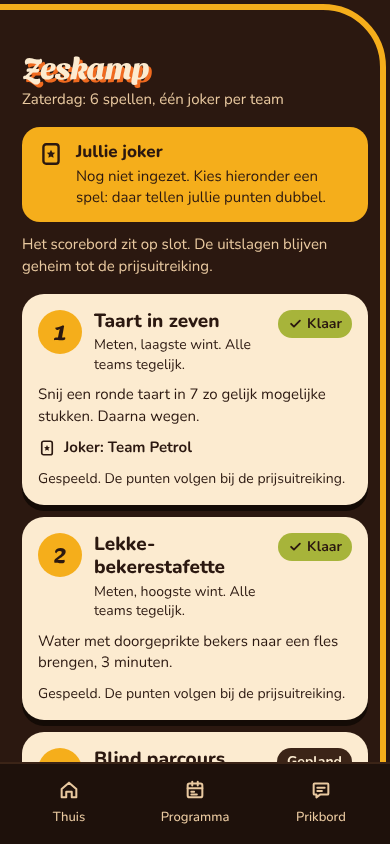 Zeskamp
Zaterdag: 6 spellen, één joker per team
Jullie joker
Nog niet ingezet. Kies hieronder een
spel: daar tellen jullie punten dubbel.
Het scorebord zit op slot. De uitslagen blijven
geheim tot de prijsuitreiking.
1
Taart in zeven
Klaar
Meten, laagste wint. Alle
teams tegelijk.
Snij een ronde taart in 7 zo gelijk mogelijke
stukken. Daarna wegen.
Joker: Team Petrol
Gespeeld. De punten volgen bij de prijsuitreiking.
2
Lekke-
bekerestafette
Klaar
Meten, hoogste wint. Alle
teams tegelijk.
Water met doorgeprikte bekers naar een fles
brengen, 3 minuten.
Gespeeld. De punten volgen bij de prijsuitreiking.
Blind parcours
Gepland
Thuis
Programma
Prikbord